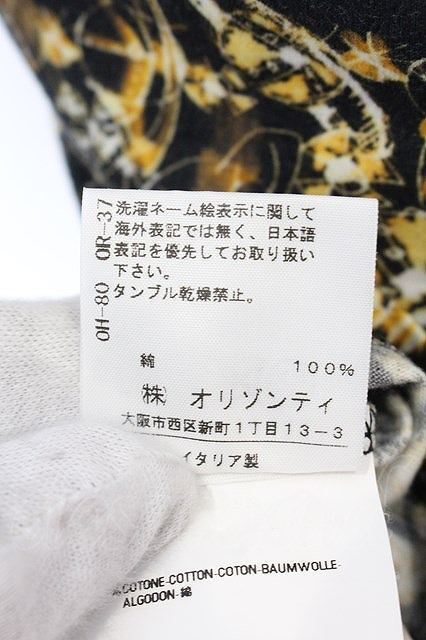 洗濯ネーム絵表示に関して
海外表記では無く、日本語
表記を優先してお取り扱い
下さい。
タンブル乾燥禁止。
OH-80 OR-37
綿 100%
㈱ オリゾンティ
大阪市西区新町1丁目13-3
イタリア製
COTONE-COTTON-COTON-BAUMWOLLE-
ALGODON-綿